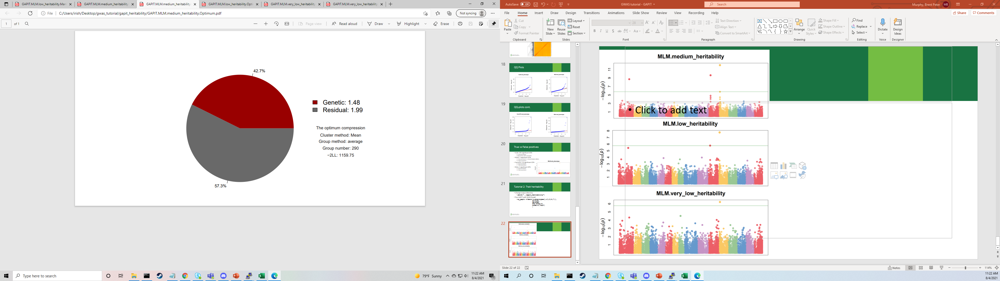 GAPIT.MLM.low_heritability.Man
GAPIT.MLM.medium_heritability.
GAPIT.MLM.medium_heritability.
GAPIT.MLM.low_heritability.Opti
GAPIT.MLM.very_low_heritability.
GAPIT.MLM.very_low_heritability.
File
C:/Users/irish/Desktop/gwas_tutorial/gapit_heritability/GAPIT.MLM.medium_heritability.Optimum.pdf
Not syncing
1 of 1
Page view
Read aloud
Draw
Highlight
Erase
42.7%
Genetic: 1.48
Residual: 1.99
The optimum compression
Cluster method: Mean
Group method: average
Group number: 290
−2LL: 1159.75
57.3%
Type here to search
79°F Sunny
11:22 AM
8/4/2021
AutoSave Off
GWAS tutorial - GAPIT
Search
Murphy, Brent Peter
MB
File Home Insert Draw Design Transitions Animations Slide Show Review View Recording Help
Share
Comments
Paste
Cut
Copy
Format Painter
Clipboard
New Slide
Reuse Slides
Layout
Reset
Section
Slides
28
Font
Text Direction
Align Text
Convert to SmartArt
Paragraph
Arrange
Quick Styles
Shape Fill
Shape Outline
Shape Effects
Drawing
Find
Replace
Select
Editing
Dictate
Voice
Design Ideas
Designer
18
QQ Plots
19
QQ-plots cont.
20
True vs False positives
21
Tutorial 2: Trait heritability
Change output directory
22
MLM.medium_heritability
−log10(p)
11
9
7
5
3
1
Click to add text
MLM.low_heritability
−log10(p)
8
7
6
5
4
3
2
1
MLM.very_low_heritability
−log10(p)
6
5
4
3
2
1
Slide 22 of 22
Notes
114%
11:22 AM
8/4/2021